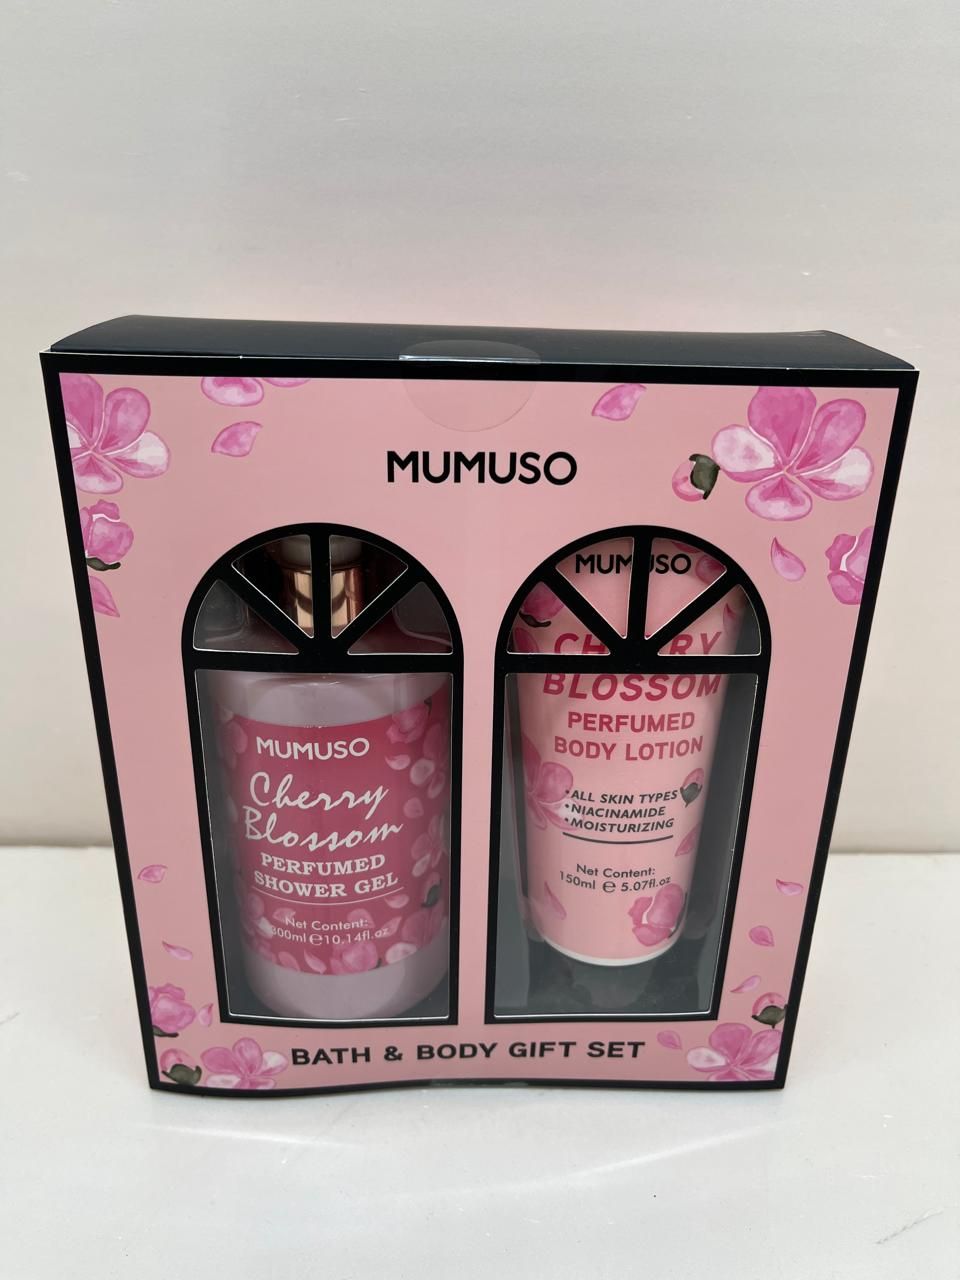 MUMUSO
MUMUSO
Cherry
Blossom
PERFUMED
SHOWER GEL
Net Content:
300ml ℮ 10.14fl.oz
MUMUSO
CHERRY
BLOSSOM
PERFUMED
BODY LOTION
•ALL SKIN TYPES
•NIACINAMIDE
•MOISTURIZING
Net Content:
150ml ℮ 5.07fl.oz
BATH & BODY GIFT SET